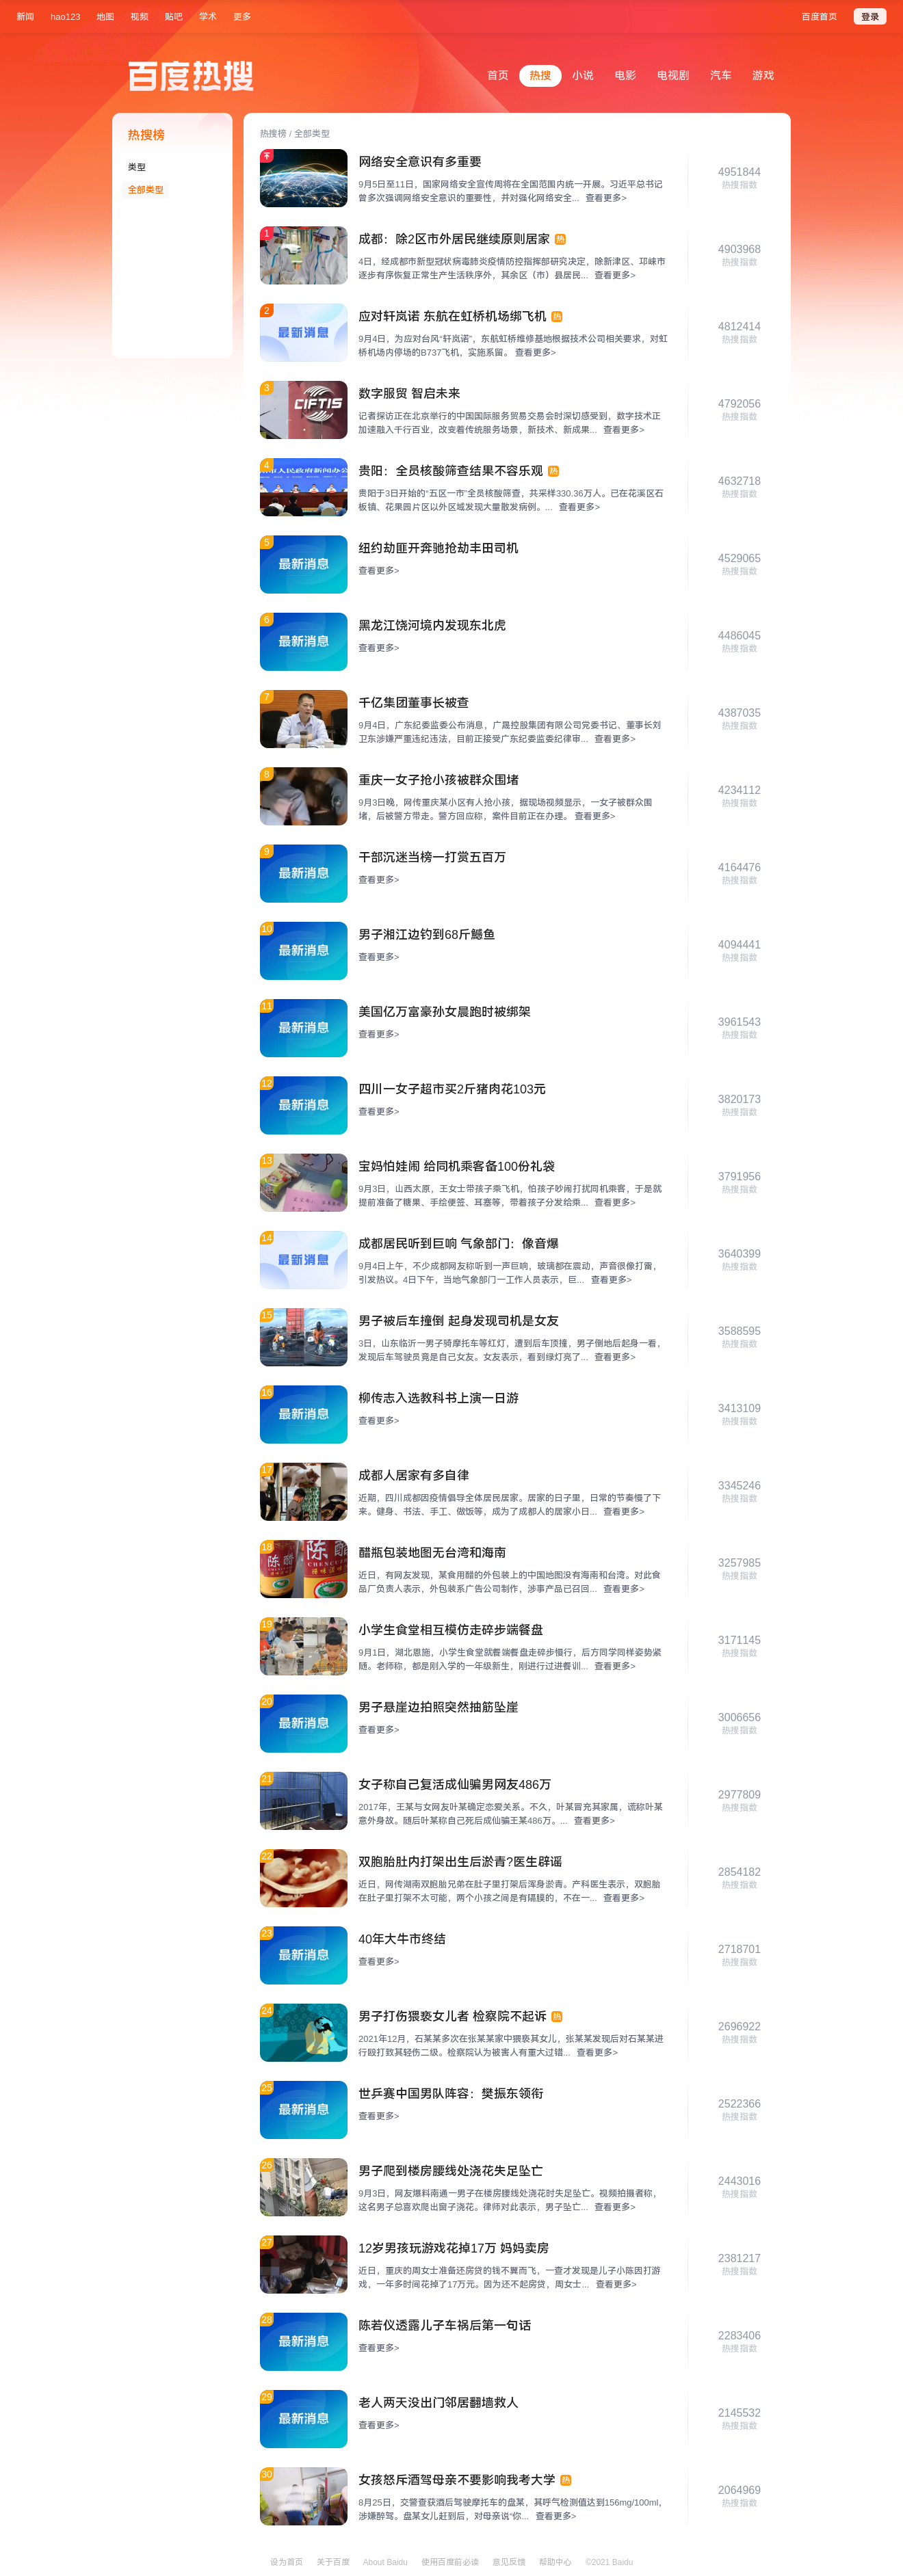 新闻 hao123 地图 视频 贴吧 学术 更多 百度首页 登录
百度热搜 首页 热搜 小说 电影 电视剧 汽车 游戏
热搜榜
类型
全部类型
热搜榜 / 全部类型
网络安全意识有多重要
9月5日至11日，国家网络安全宣传周将在全国范围内统一开展。习近平总书记
曾多次强调网络安全意识的重要性，并对强化网络安全... 查看更多>
4951844
热搜指数
1
成都：除2区市外居民继续原则居家 热
4日，经成都市新型冠状病毒肺炎疫情防控指挥部研究决定，除新津区、邛崃市
逐步有序恢复正常生产生活秩序外，其余区（市）县居民... 查看更多>
4903968
热搜指数
2
最新消息
应对轩岚诺 东航在虹桥机场绑飞机 热
9月4日，为应对台风“轩岚诺”，东航虹桥维修基地根据技术公司相关要求，对虹
桥机场内停场的B737飞机，实施系留。 查看更多>
4812414
热搜指数
3
CIFTIS
数字服贸 智启未来
记者探访正在北京举行的中国国际服务贸易交易会时深切感受到，数字技术正
加速融入千行百业，改变着传统服务场景，新技术、新成果... 查看更多>
4792056
热搜指数
4
贵阳：全员核酸筛查结果不容乐观 热
贵阳于3日开始的“五区一市”全员核酸筛查，共采样330.36万人。已在花溪区石
板镇、花果园片区以外区域发现大量散发病例。... 查看更多>
4632718
热搜指数
5
最新消息
纽约劫匪开奔驰抢劫丰田司机
查看更多>
4529065
热搜指数
6
最新消息
黑龙江饶河境内发现东北虎
查看更多>
4486045
热搜指数
7
千亿集团董事长被查
9月4日，广东纪委监委公布消息，广晟控股集团有限公司党委书记、董事长刘
卫东涉嫌严重违纪违法，目前正接受广东纪委监委纪律审... 查看更多>
4387035
热搜指数
8
重庆一女子抢小孩被群众围堵
9月3日晚，网传重庆某小区有人抢小孩，据现场视频显示，一女子被群众围
堵，后被警方带走。警方回应称，案件目前正在办理。 查看更多>
4234112
热搜指数
9
最新消息
干部沉迷当榜一打赏五百万
查看更多>
4164476
热搜指数
10
最新消息
男子湘江边钓到68斤鳡鱼
查看更多>
4094441
热搜指数
11
最新消息
美国亿万富豪孙女晨跑时被绑架
查看更多>
3961543
热搜指数
12
最新消息
四川一女子超市买2斤猪肉花103元
查看更多>
3820173
热搜指数
13
宝妈怕娃闹 给同机乘客备100份礼袋
9月3日，山西太原，王女士带孩子乘飞机，怕孩子吵闹打扰同机乘客，于是就
提前准备了糖果、手绘便签、耳塞等，带着孩子分发给乘... 查看更多>
3791956
热搜指数
14
最新消息
成都居民听到巨响 气象部门：像音爆
9月4日上午，不少成都网友称听到一声巨响，玻璃都在震动，声音很像打雷，
引发热议。4日下午，当地气象部门一工作人员表示，巨... 查看更多>
3640399
热搜指数
15
男子被后车撞倒 起身发现司机是女友
3日，山东临沂一男子骑摩托车等红灯，遭到后车顶撞，男子倒地后起身一看，
发现后车驾驶员竟是自己女友。女友表示，看到绿灯亮了... 查看更多>
3588595
热搜指数
16
最新消息
柳传志入选教科书上演一日游
查看更多>
3413109
热搜指数
17
成都人居家有多自律
近期，四川成都因疫情倡导全体居民居家。居家的日子里，日常的节奏慢了下
来。健身、书法、手工、做饭等，成为了成都人的居家小日... 查看更多>
3345246
热搜指数
18
陈醋
醋瓶包装地图无台湾和海南
近日，有网友发现，某食用醋的外包装上的中国地图没有海南和台湾。对此食
品厂负责人表示，外包装系广告公司制作，涉事产品已召回... 查看更多>
3257985
热搜指数
19
小学生食堂相互模仿走碎步端餐盘
9月1日，湖北恩施，小学生食堂就餐端餐盘走碎步慢行，后方同学同样姿势紧
随。老师称，都是刚入学的一年级新生，刚进行过进餐训... 查看更多>
3171145
热搜指数
20
最新消息
男子悬崖边拍照突然抽筋坠崖
查看更多>
3006656
热搜指数
21
女子称自己复活成仙骗男网友486万
2017年，王某与女网友叶某确定恋爱关系。不久，叶某冒充其家属，谎称叶某
意外身故。随后叶某称自己死后成仙骗王某486万。... 查看更多>
2977809
热搜指数
22
双胞胎肚内打架出生后淤青?医生辟谣
近日，网传湖南双胞胎兄弟在肚子里打架后浑身淤青。产科医生表示，双胞胎
在肚子里打架不太可能，两个小孩之间是有隔膜的，不在一... 查看更多>
2854182
热搜指数
23
最新消息
40年大牛市终结
查看更多>
2718701
热搜指数
24
男子打伤猥亵女儿者 检察院不起诉 热
2021年12月，石某某多次在张某某家中猥亵其女儿，张某某发现后对石某某进
行殴打致其轻伤二级。检察院认为被害人有重大过错... 查看更多>
2696922
热搜指数
25
最新消息
世乒赛中国男队阵容：樊振东领衔
查看更多>
2522366
热搜指数
26
男子爬到楼房腰线处浇花失足坠亡
9月3日，网友爆料南通一男子在楼房腰线处浇花时失足坠亡。视频拍摄者称，
这名男子总喜欢爬出窗子浇花。律师对此表示，男子坠亡... 查看更多>
2443016
热搜指数
27
12岁男孩玩游戏花掉17万 妈妈卖房
近日，重庆的周女士准备还房贷的钱不翼而飞，一查才发现是儿子小陈因打游
戏，一年多时间花掉了17万元。因为还不起房贷，周女士... 查看更多>
2381217
热搜指数
28
最新消息
陈若仪透露儿子车祸后第一句话
查看更多>
2283406
热搜指数
29
最新消息
老人两天没出门邻居翻墙救人
查看更多>
2145532
热搜指数
30
女孩怒斥酒驾母亲不要影响我考大学 热
8月25日，交警查获酒后驾驶摩托车的盘某，其呼气检测值达到156mg/100ml，
涉嫌醉驾。盘某女儿赶到后，对母亲说“你... 查看更多>
2064969
热搜指数
设为首页 关于百度 About Baidu 使用百度前必读 意见反馈 帮助中心 ©2021 Baidu